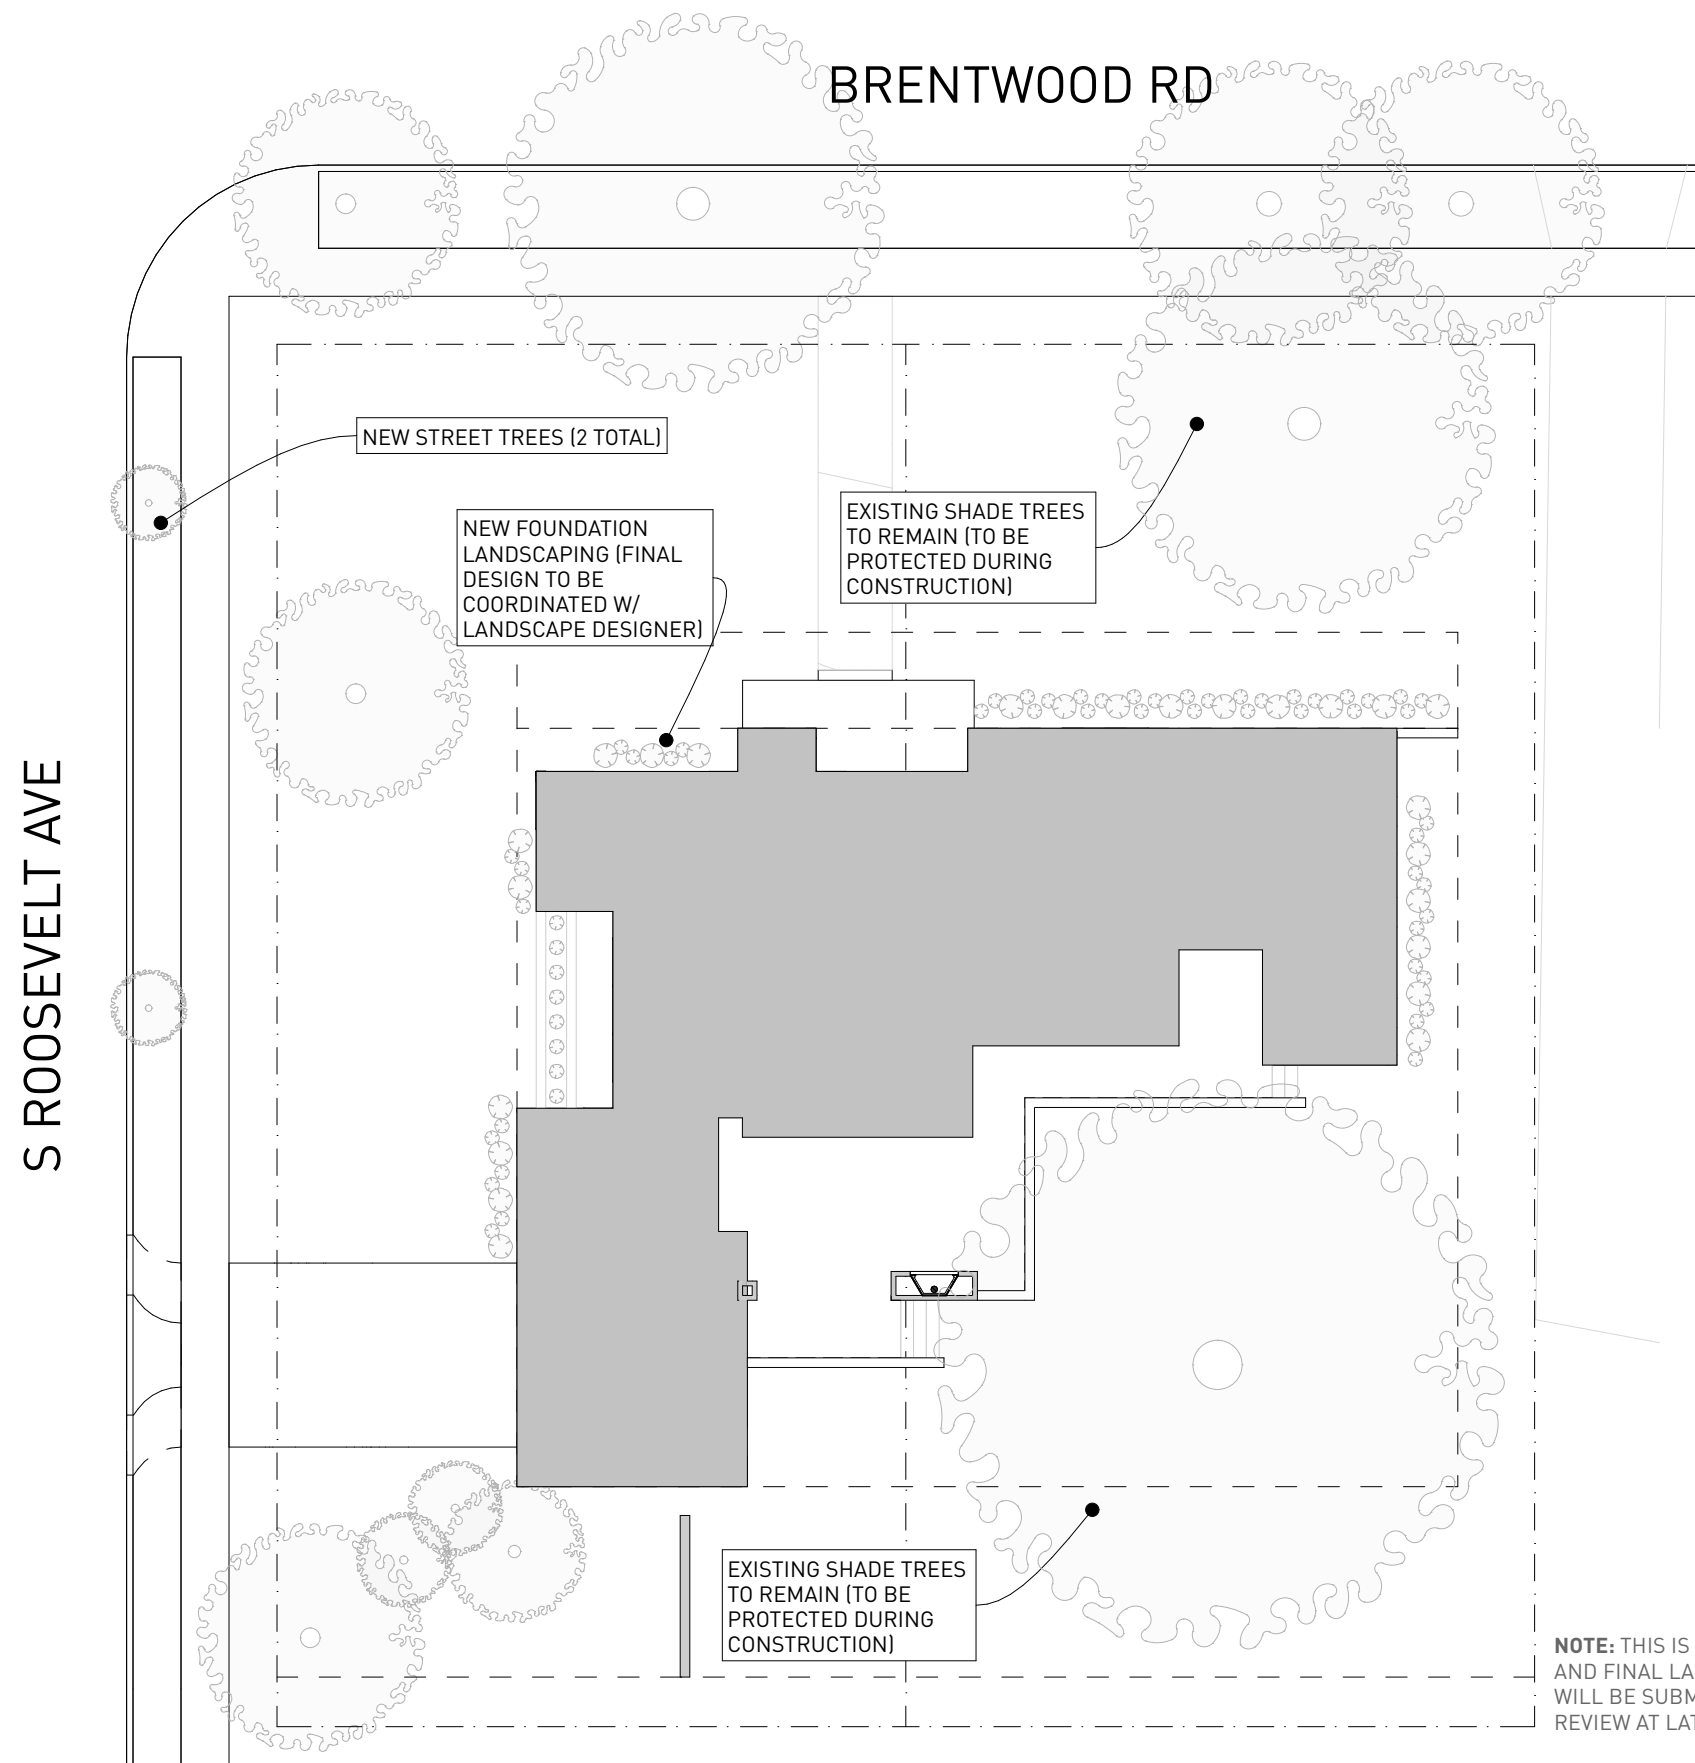 BRENTWOOD RD
NEW STREET TREES (2 TOTAL)
NEW FOUNDATION
LANDSCAPING (FINAL
DESIGN TO BE
COORDINATED W/
LANDSCAPE DESIGNER)
EXISTING SHADE TREES
TO REMAIN (TO BE
PROTECTED DURING
CONSTRUCTION)
S ROOSEVELT AVE
EXISTING SHADE TREES
TO REMAIN (TO BE
PROTECTED DURING
CONSTRUCTION)
NOTE: THIS IS
AND FINAL LA
WILL BE SUBM
REVIEW AT LAT